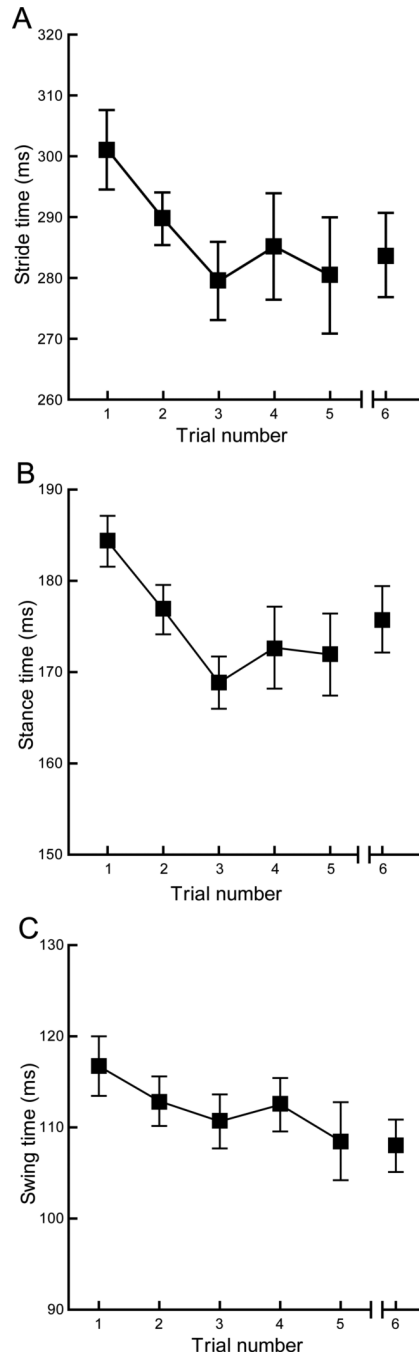 A
320
310
300
290
280
270
260
Stride time (ms)
1 2 3 4 5 6
Trial number
B
190
180
170
160
150
Stance time (ms)
1 2 3 4 5 6
Trial number
C
130
120
110
100
90
Swing time (ms)
1 2 3 4 5 6
Trial number